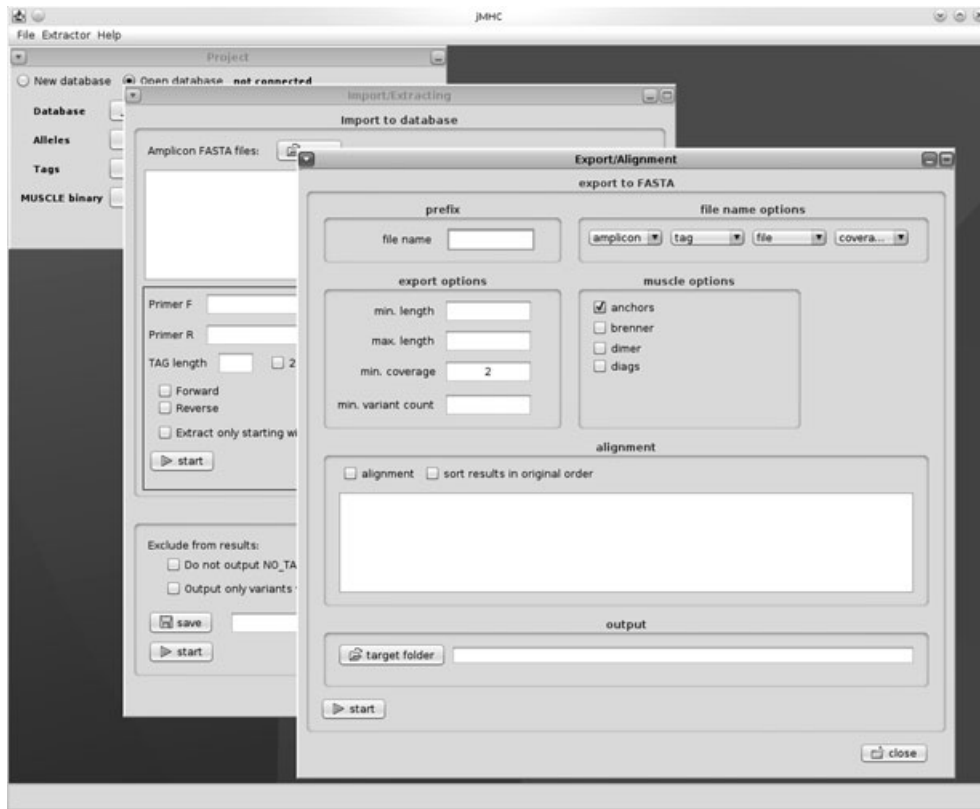 jMHC
File Extractor Help
Project
New database Open database not connected
Database
Alleles
Tags
MUSCLE binary
Import/Extracting
Import to database
Amplicon FASTA files:
Primer F
Primer R
TAG length 2
Forward
Reverse
Extract only starting wi
start
Exclude from results:
Do not output NO_TA
Output only variants
save
start
Export/Alignment
export to FASTA
prefix
file name
file name options
amplicon tag file covera...
export options
min. length
max. length
min. coverage 2
min. variant count
muscle options
anchors
brenner
dimer
diags
alignment
alignment sort results in original order
output
target folder
start
close